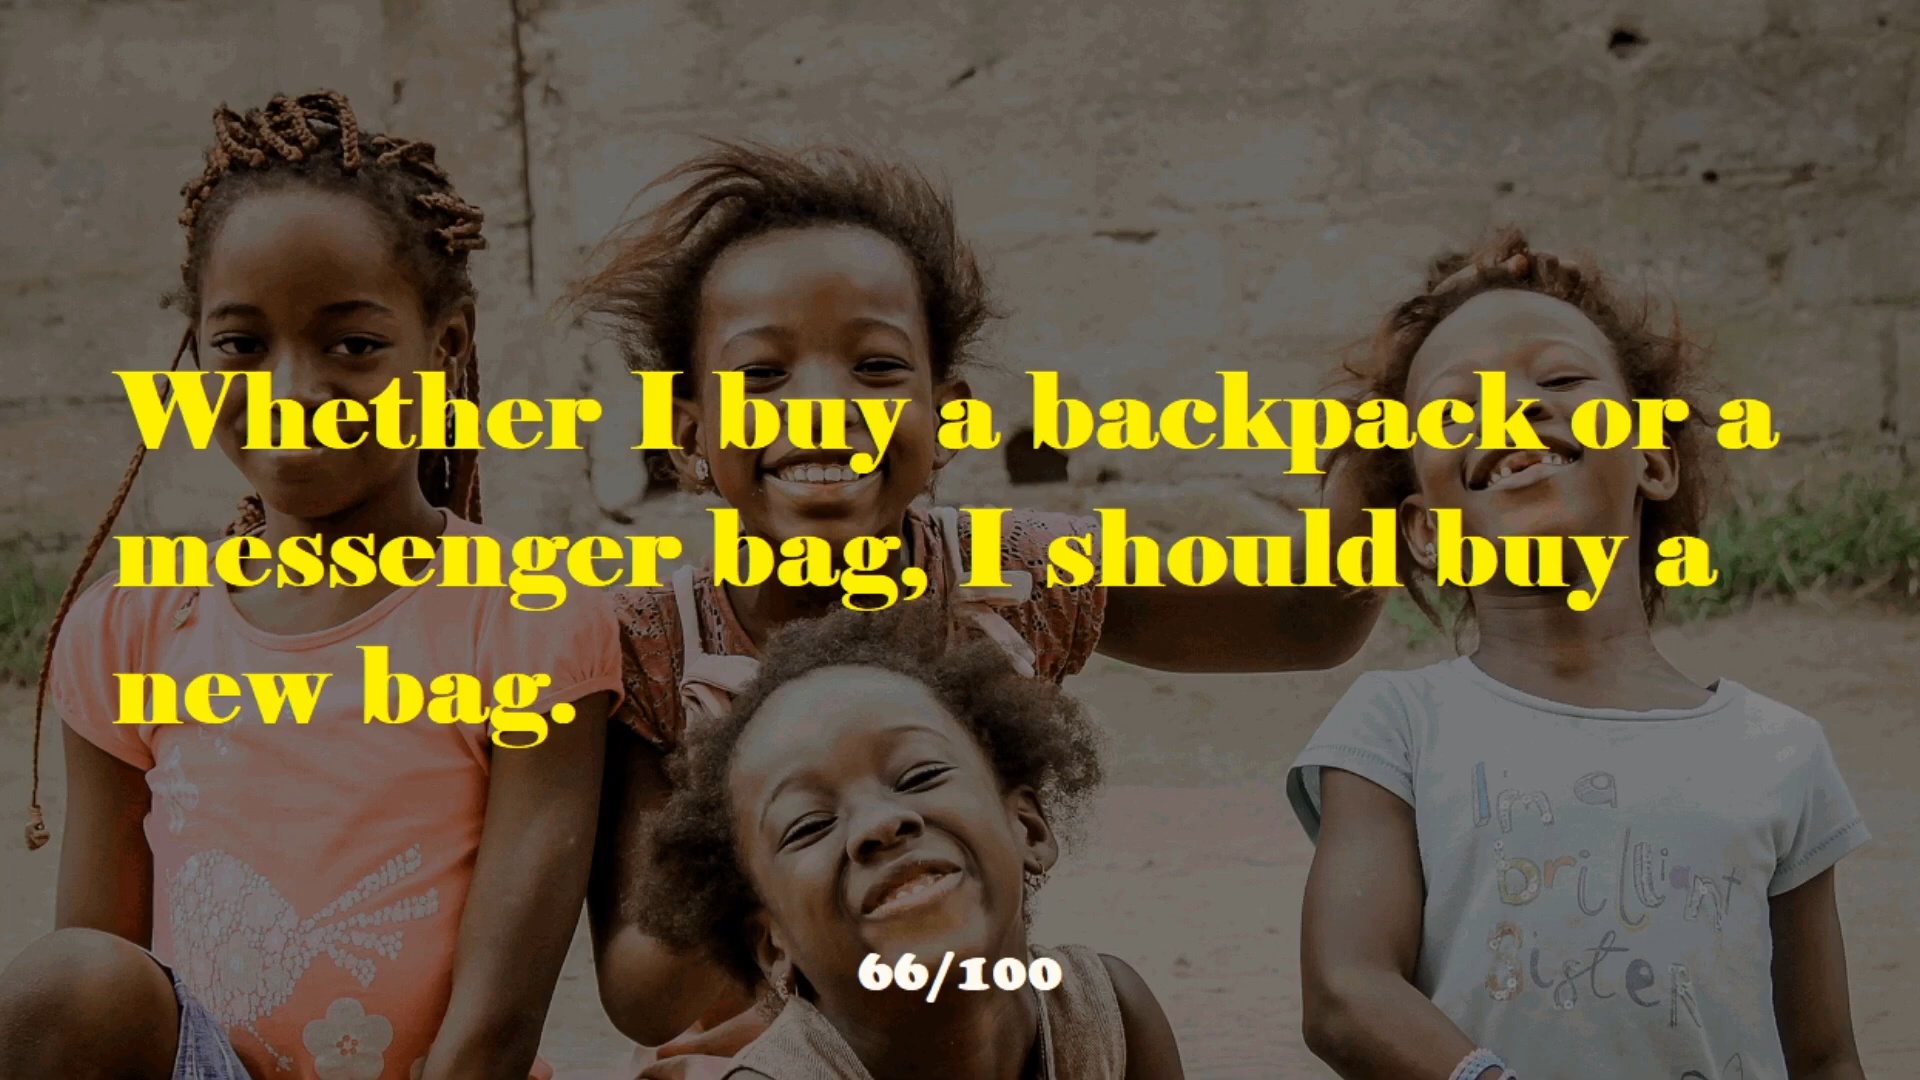 Whether I buy a backpack or a
messenger bag, I should buy a
new bag.
66/100
I'm a
brilliant
Sister